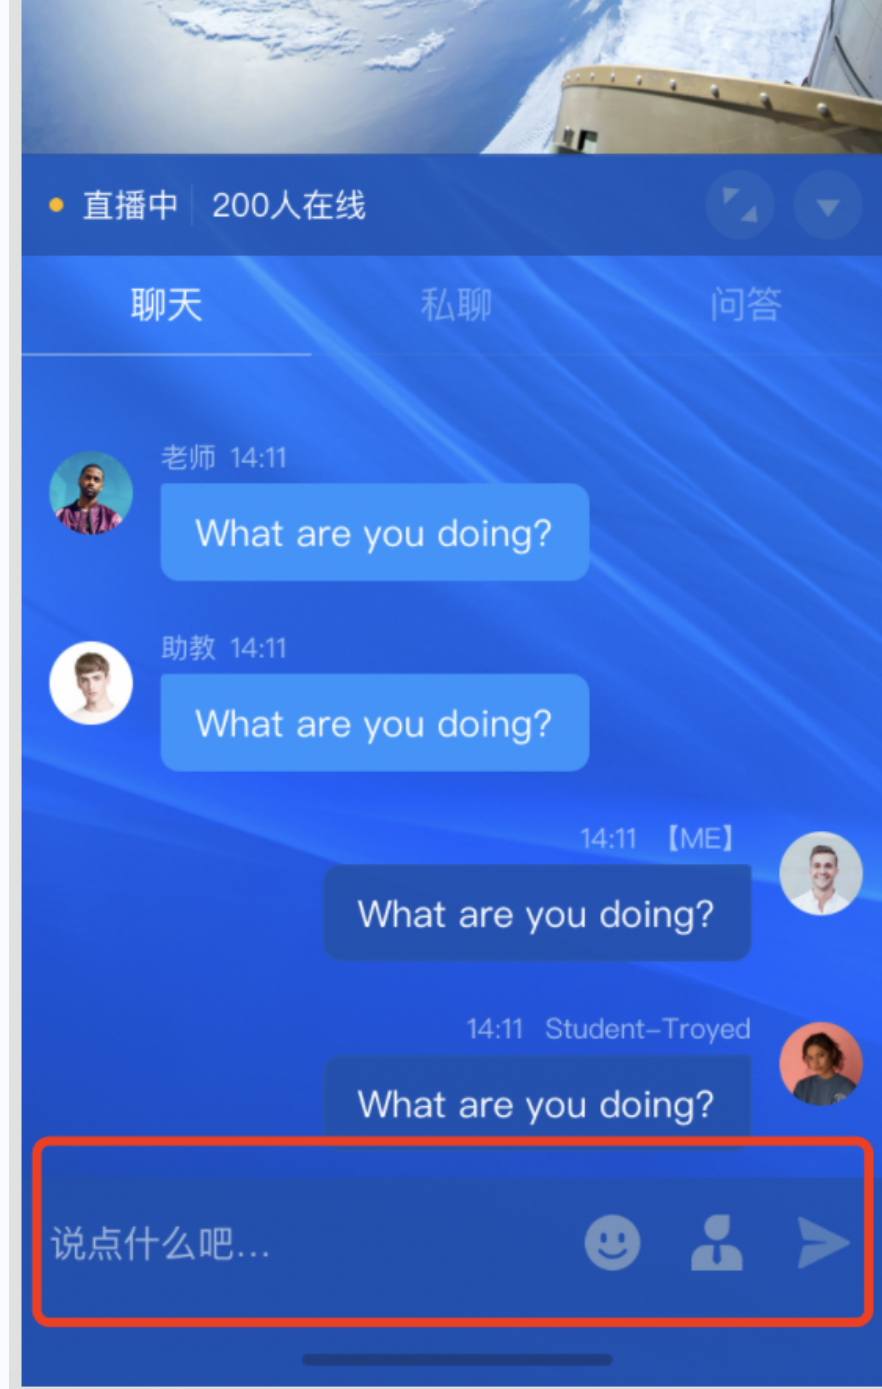 直播中 200人在线
聊天 私聊 问答
老师 14:11
What are you doing?
助教 14:11
What are you doing?
14:11 【ME】
What are you doing?
14:11 Student-Troyed
What are you doing?
说点什么吧...